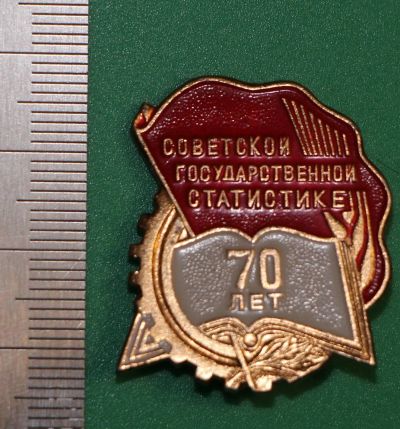 СОВЕТСКОЙ
ГОСУДАРСТВЕННОЙ
СТАТИСТИКЕ
70
ЛЕТ